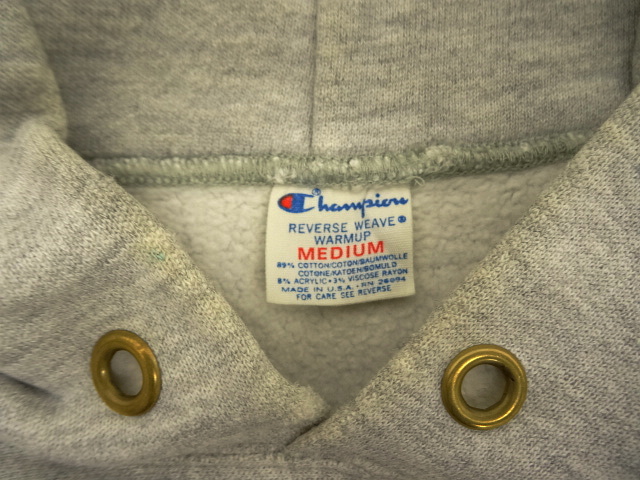 Champion®
REVERSE WEAVE®
WARMUP
MEDIUM
89% COTTON/COTON/BAUMWOLLE
COTONE/KATOEN/BOMULD
8% ACRYLIC • 3% VISCOSE RAYON
MADE IN U.S.A. • RN 26094
FOR CARE SEE REVERSE